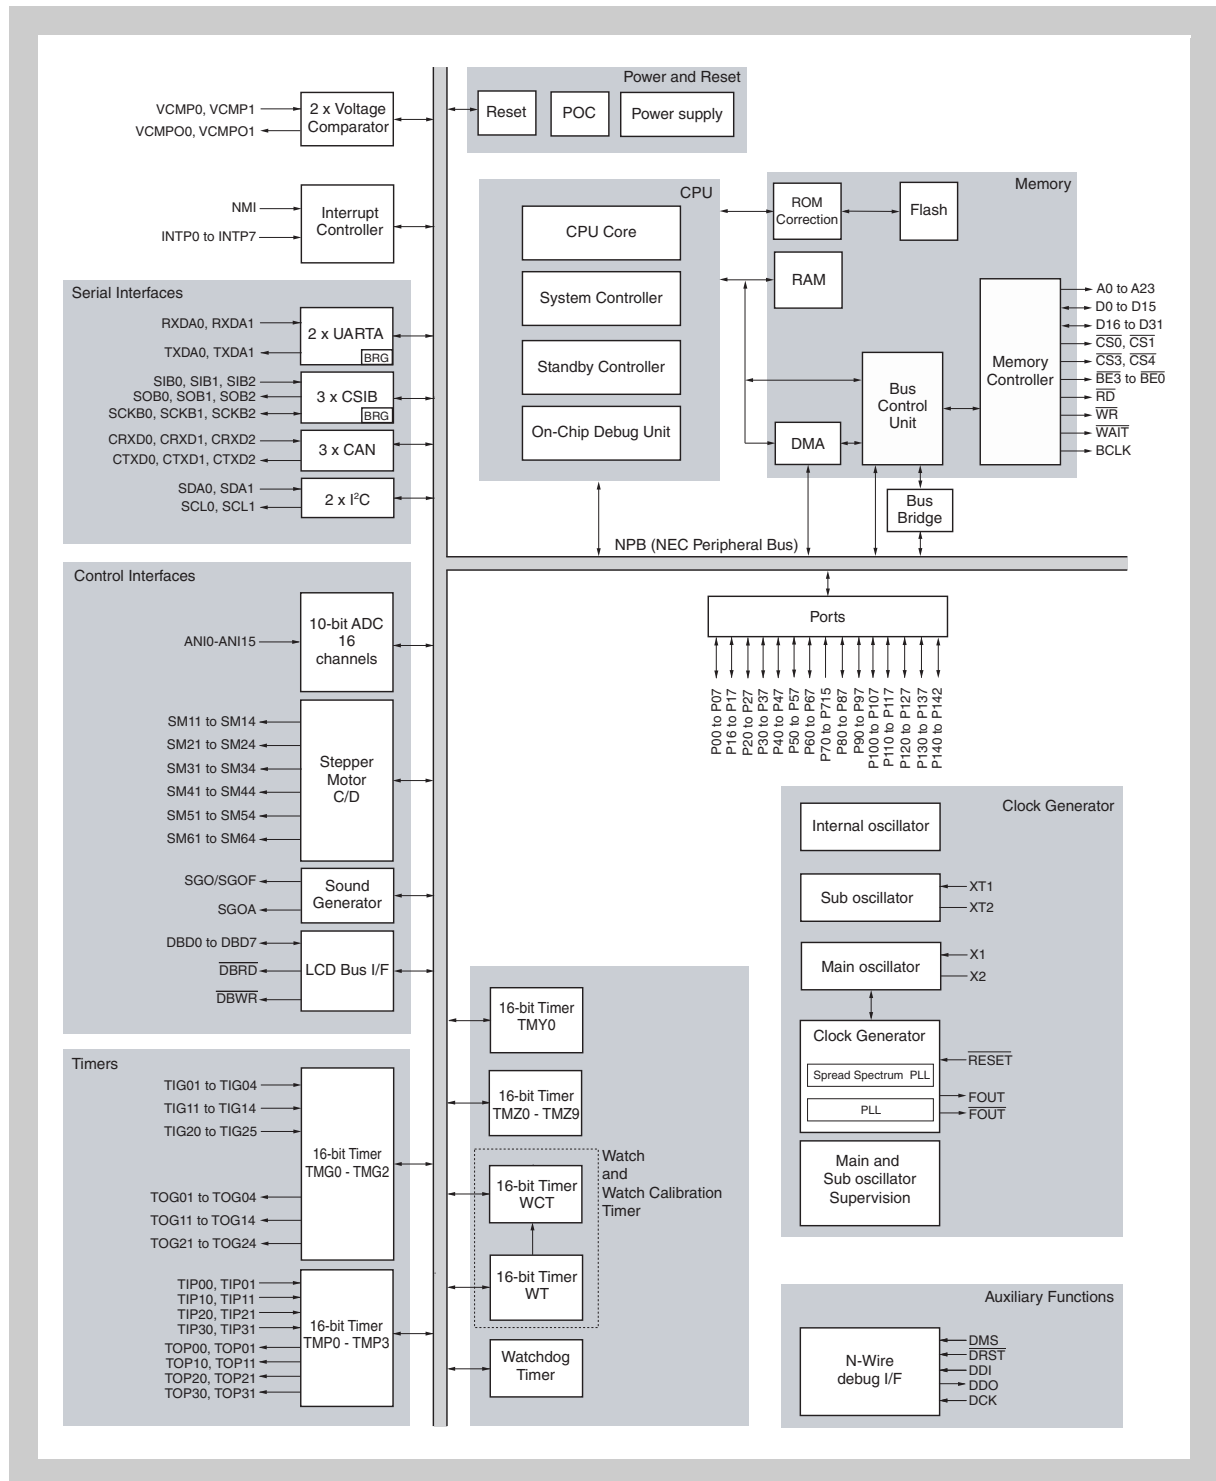 Power and Reset
Reset
POC
Power supply
VCMP0, VCMP1
VCMPO0, VCMPO1
2 x Voltage
Comparator
NMI
INTP0 to INTP7
Interrupt
Controller
CPU
CPU Core
System Controller
Standby Controller
On-Chip Debug Unit
Memory
ROM
Correction
Flash
RAM
DMA
Bus
Control
Unit
Memory
Controller
A0 to A23
D0 to D15
D16 to D31
C̅S̅0̅, C̅S̅1̅
C̅S̅3̅, C̅S̅4̅
B̅E̅3̅ to B̅E̅0̅
R̅D̅
W̅R̅
W̅A̅I̅T̅
BCLK
Bus
Bridge
Serial Interfaces
RXDA0, RXDA1
TXDA0, TXDA1
2 x UARTA
BRG
SIB0, SIB1, SIB2
SOB0, SOB1, SOB2
SCKB0, SCKB1, SCKB2
3 x CSIB
BRG
CRXD0, CRXD1, CRXD2
CTXD0, CTXD1, CTXD2
3 x CAN
SDA0, SDA1
SCL0, SCL1
2 x I²C
NPB (NEC Peripheral Bus)
Ports
P00 to P07
P16 to P17
P20 to P27
P30 to P37
P40 to P47
P50 to P57
P60 to P67
P70 to P715
P80 to P87
P90 to P97
P100 to P107
P110 to P117
P120 to P127
P130 to P137
P140 to P142
Control Interfaces
ANI0-ANI15
10-bit ADC
16
channels
SM11 to SM14
SM21 to SM24
SM31 to SM34
SM41 to SM44
SM51 to SM54
SM61 to SM64
Stepper
Motor
C/D
SGO/SGOF
SGOA
Sound
Generator
DBD0 to DBD7
D̅B̅R̅D̅
D̅B̅W̅R̅
LCD Bus I/F
Clock Generator
Internal oscillator
Sub oscillator
XT1
XT2
Main oscillator
X1
X2
Clock Generator
Spread Spectrum PLL
PLL
R̅E̅S̅E̅T̅
FOUT
F̅O̅U̅T̅
Main and
Sub oscillator
Supervision
Timers
TIG01 to TIG04
TIG11 to TIG14
TIG20 to TIG25
16-bit Timer
TMG0 - TMG2
TOG01 to TOG04
TOG11 to TOG14
TOG21 to TOG24
TIP00, TIP01
TIP10, TIP11
TIP20, TIP21
TIP30, TIP31
TOP00, TOP01
TOP10, TOP11
TOP20, TOP21
TOP30, TOP31
16-bit Timer
TMP0 - TMP3
16-bit Timer
TMY0
16-bit Timer
TMZ0 - TMZ9
16-bit Timer
WCT
Watch
and
Watch Calibration
Timer
16-bit Timer
WT
Watchdog
Timer
Auxiliary Functions
N-Wire
debug I/F
DMS
D̅R̅S̅T̅
DDI
DDO
DCK